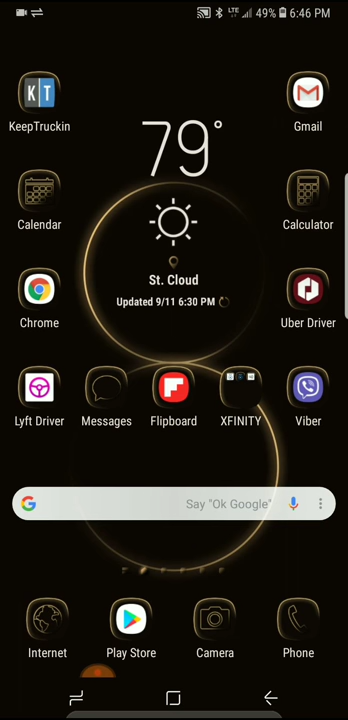 LTE 49% 6:46 PM
KT
KeepTruckin
Gmail
79°
Calendar
Calculator
St. Cloud
Updated 9/11 6:30 PM
Chrome
Uber Driver
Lyft Driver
Messages
Flipboard
XFINITY
Viber
Say "Ok Google"
Internet
Play Store
Camera
Phone